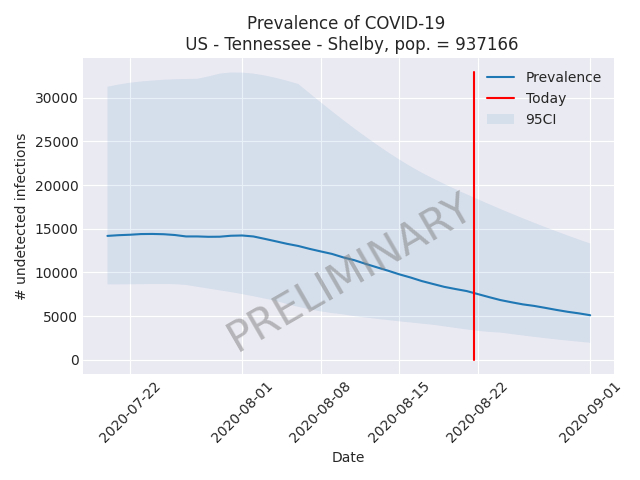 Prevalence of COVID-19
US - Tennessee - Shelby, pop. = 937166
Prevalence
Today
95CI
# undetected infections
30000
25000
20000
15000
10000
5000
0
PRELIMINARY
2020-07-22
2020-08-01
2020-08-08
2020-08-15
2020-08-22
2020-09-01
Date